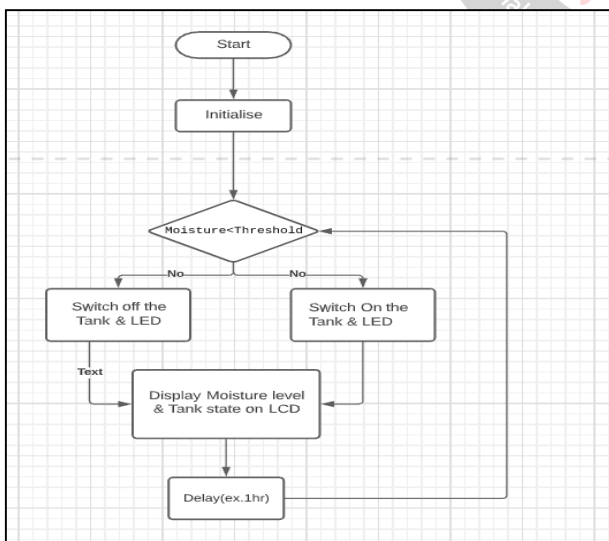 Start
Initialise
Moisture<Threshold
No
No
Switch off the
Tank & LED
Switch On the
Tank & LED
Text
Display Moisture level
& Tank state on LCD
Delay(ex.1hr)